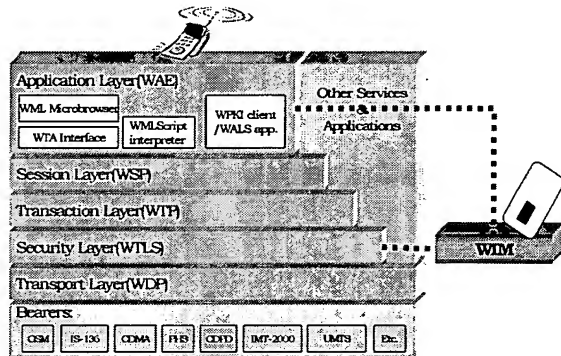 Application Layer(WAE)
WML Microbrowser
WTA Interface
WMLScript
interpreter
WPKI client
/WALS app.
Other Services
&
Applications
Session Layer(WSP)
Transaction Layer(WTP)
Security Layer(WTLS)
Transport Layer(WDP)
WIM
Bearers:
GSM
IS-136
CDMA
PHS
CDPD
IMT-2000
UMTS
Etc.